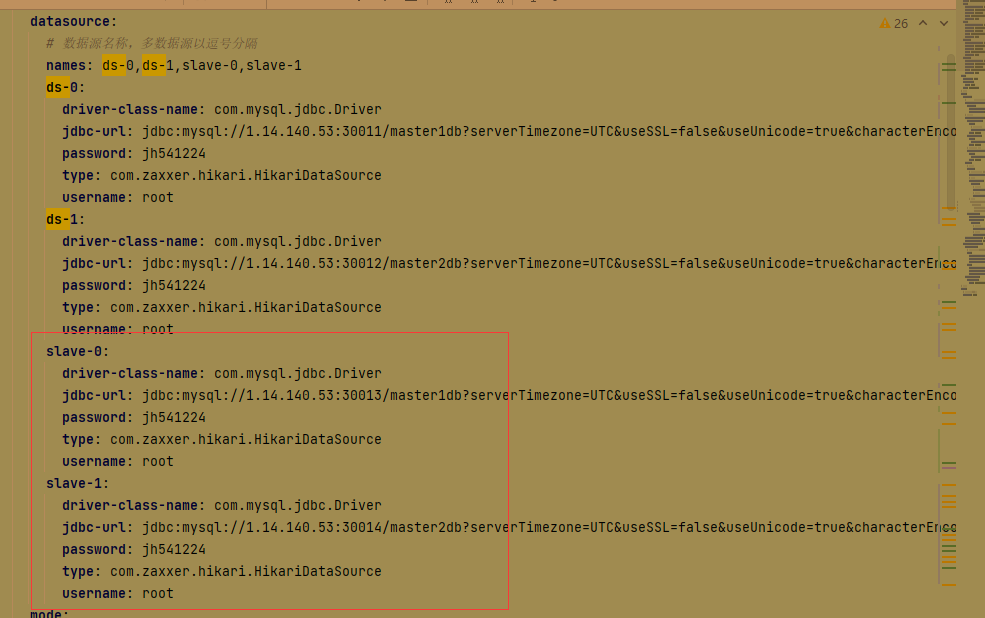 datasource:
26
# 数据源名称，多数据源以逗号分隔
names: ds-0,ds-1,slave-0,slave-1
ds-0:
driver-class-name: com.mysql.jdbc.Driver
jdbc-url: jdbc:mysql://1.14.140.53:30011/master1db?serverTimezone=UTC&useSSL=false&useUnicode=true&characterEnco
password: jh541224
type: com.zaxxer.hikari.HikariDataSource
username: root
ds-1:
driver-class-name: com.mysql.jdbc.Driver
jdbc-url: jdbc:mysql://1.14.140.53:30012/master2db?serverTimezone=UTC&useSSL=false&useUnicode=true&characterEnco
password: jh541224
type: com.zaxxer.hikari.HikariDataSource
username: root
slave-0:
driver-class-name: com.mysql.jdbc.Driver
jdbc-url: jdbc:mysql://1.14.140.53:30013/master1db?serverTimezone=UTC&useSSL=false&useUnicode=true&characterEnco
password: jh541224
type: com.zaxxer.hikari.HikariDataSource
username: root
slave-1:
driver-class-name: com.mysql.jdbc.Driver
jdbc-url: jdbc:mysql://1.14.140.53:30014/master2db?serverTimezone=UTC&useSSL=false&useUnicode=true&characterEnco
password: jh541224
type: com.zaxxer.hikari.HikariDataSource
username: root
mode: